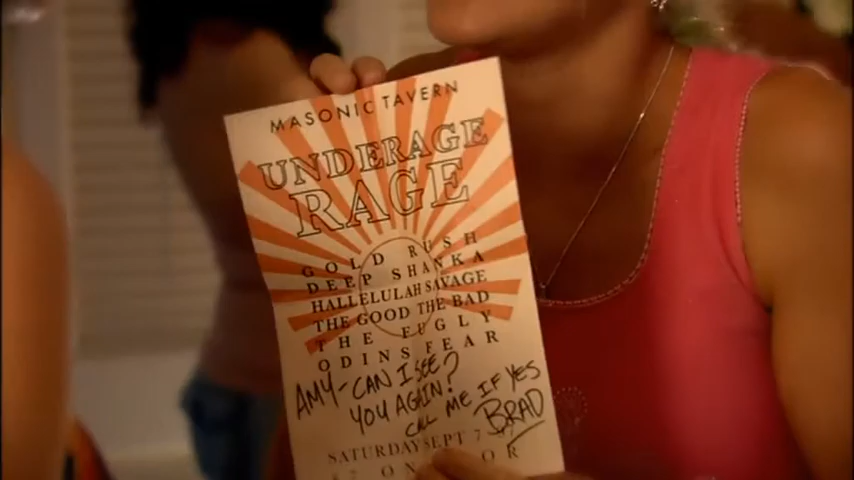 MASONIC TAVERN
UNDERAGE
RAGE
GOLD RUSH
DEEP SHANKA
HALLELULAH SAVAGE
THE GOOD THE BAD
THE FUGLY
ODINS FEAR
AMY-CAN I SEE?
YOU AGAIN?
CALL ME IF YES
BRAD
SATURDAY SEPT 7